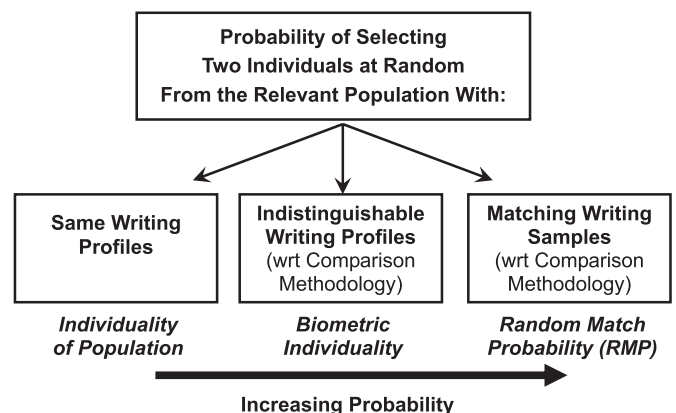 Probability of Selecting
Two Individuals at Random
From the Relevant Population With:
Same Writing
Profiles
Indistinguishable
Writing Profiles
(wrt Comparison
Methodology)
Matching Writing
Samples
(wrt Comparison
Methodology)
Individuality
of Population
Biometric
Individuality
Random Match
Probability (RMP)
Increasing Probability